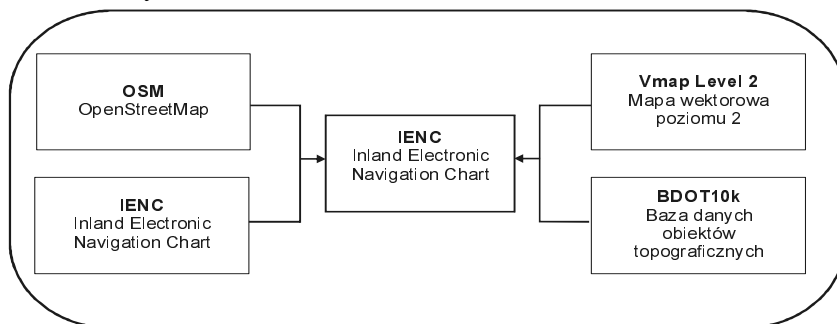 OSM
OpenStreetMap
IENC
Inland Electronic
Navigation Chart
IENC
Inland Electronic
Navigation Chart
Vmap Level 2
Mapa wektorowa
poziomu 2
BDOT10k
Baza danych
obiektów
topograficznych